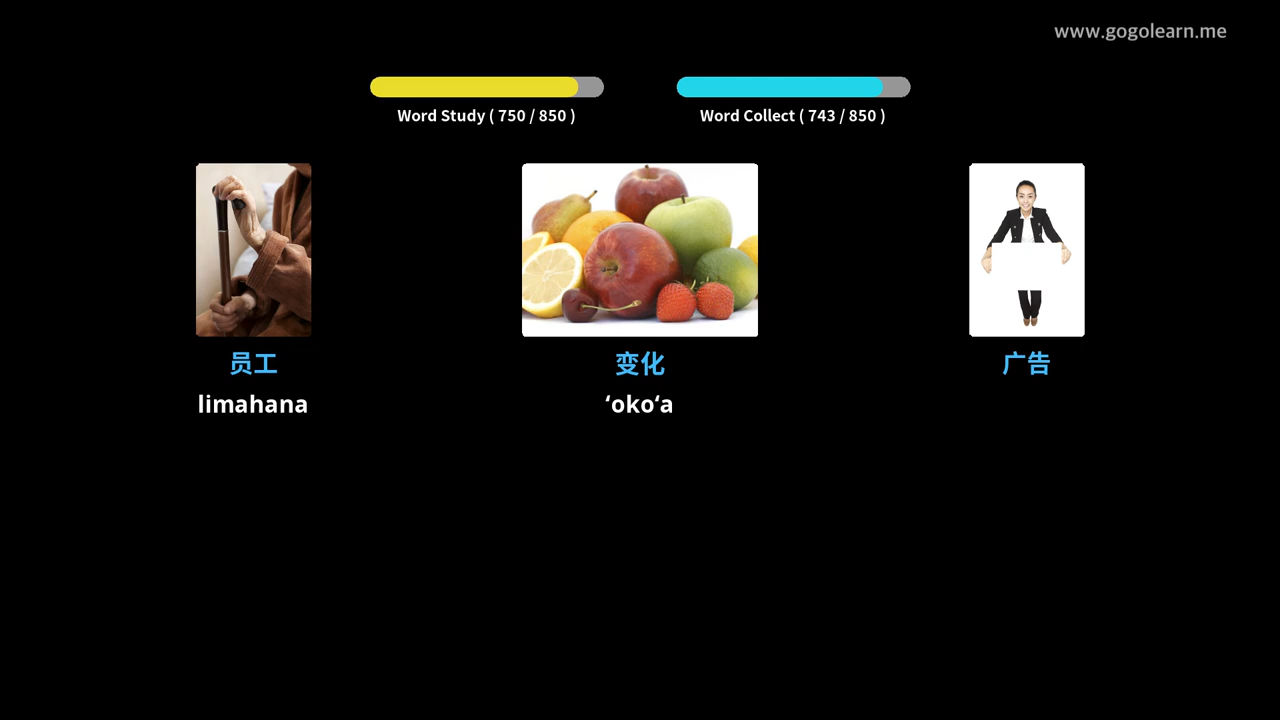 www.gogolearn.me
Word Study ( 750 / 850 )
Word Collect ( 743 / 850 )
员工
变化
广告
limahana
ʻokoʻa